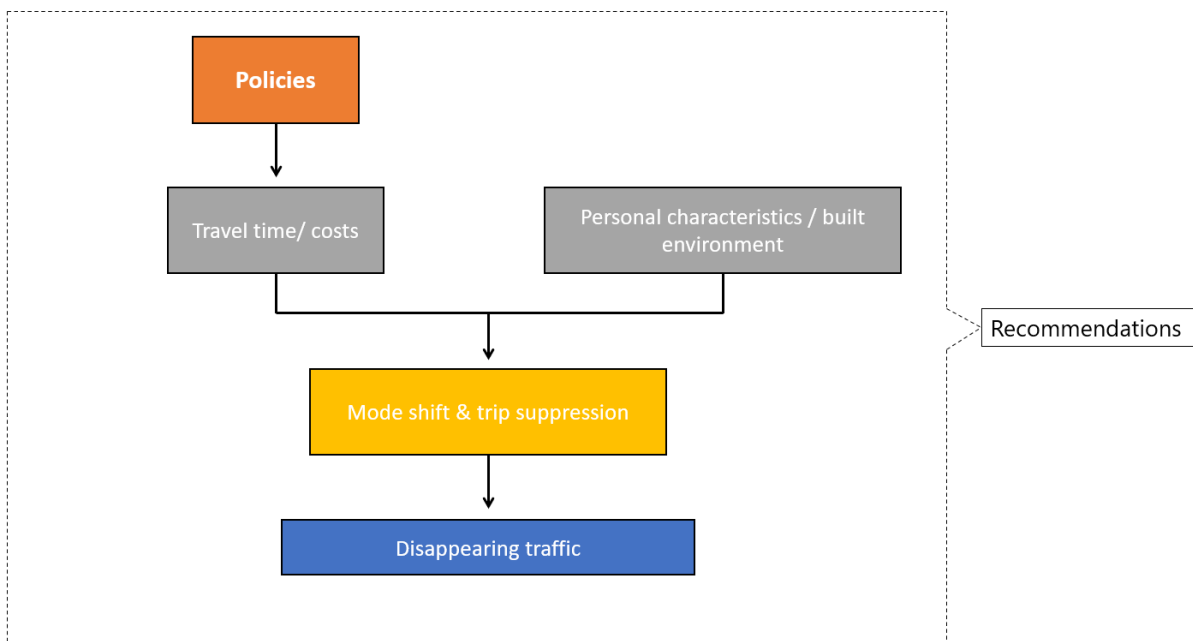 Policies
Travel time/ costs
Personal characteristics / built
environment
Recommendations
Mode shift & trip suppression
Disappearing traffic